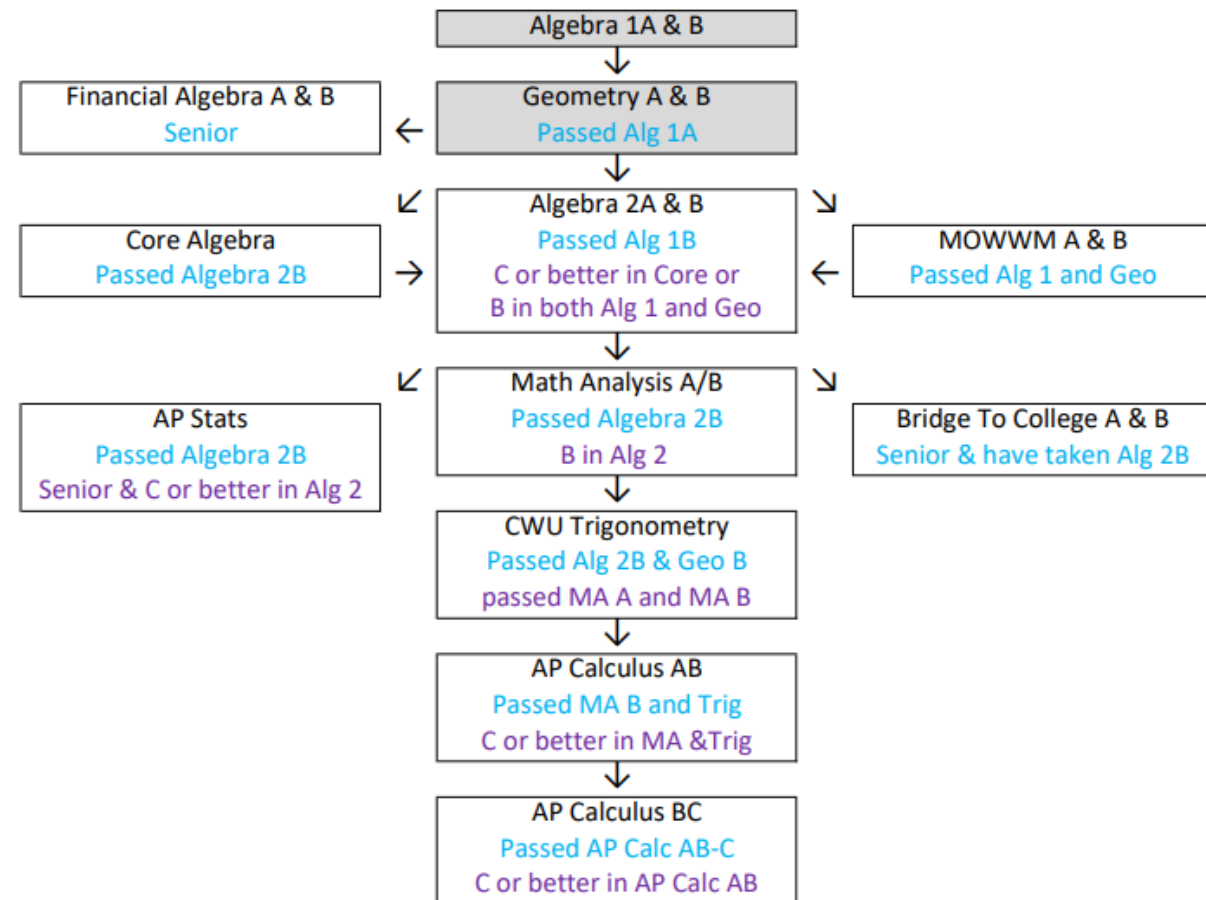 Algebra 1A & B
↓
Financial Algebra A & B
Senior
←
Geometry A & B
Passed Alg 1A
↓
↙
↘
Algebra 2A & B
Passed Alg 1B
C or better in Core or
B in both Alg 1 and Geo
Core Algebra
Passed Algebra 2B
→
←
MOWWM A & B
Passed Alg 1 and Geo
↓
↙
↘
Math Analysis A/B
Passed Algebra 2B
B in Alg 2
AP Stats
Passed Algebra 2B
Senior & C or better in Alg 2
Bridge To College A & B
Senior & have taken Alg 2B
↓
CWU Trigonometry
Passed Alg 2B & Geo B
passed MA A and MA B
↓
AP Calculus AB
Passed MA B and Trig
C or better in MA &Trig
↓
AP Calculus BC
Passed AP Calc AB-C
C or better in AP Calc AB